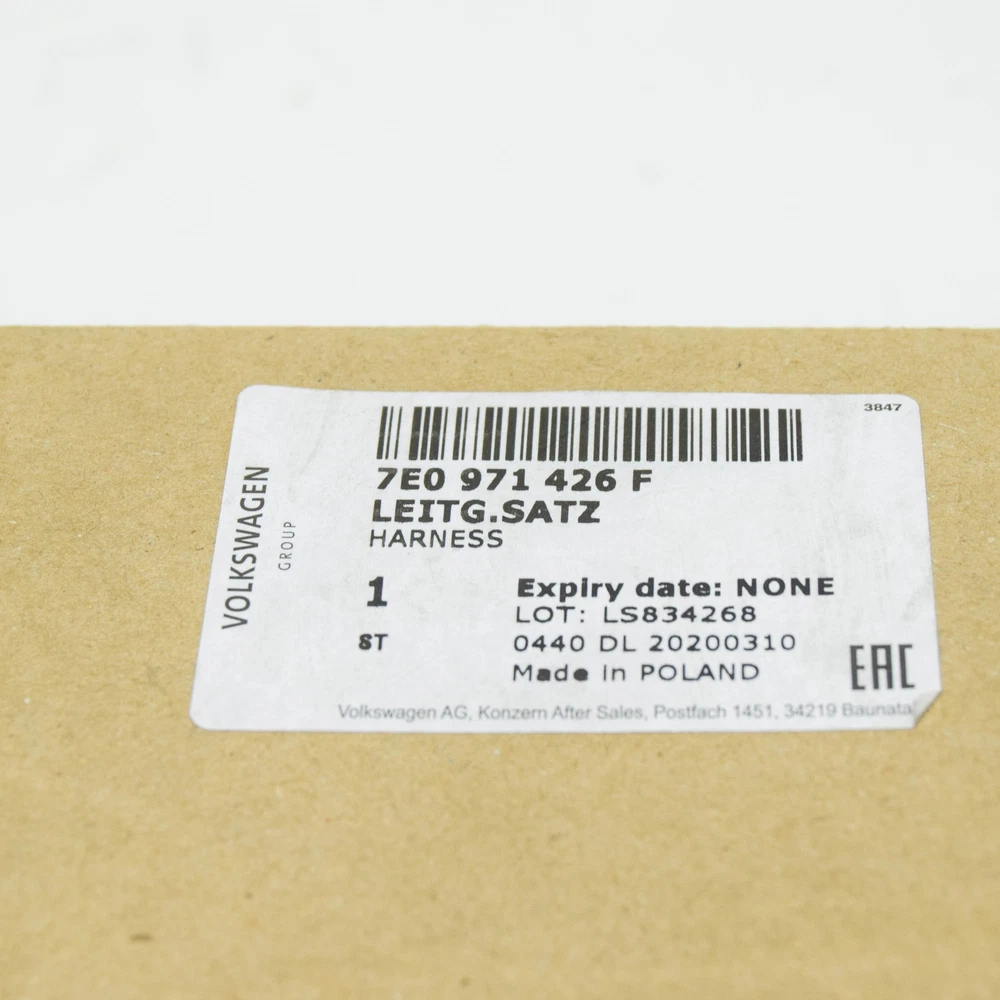 3847
7E0 971 426 F
LEITG.SATZ
HARNESS
VOLKSWAGEN
GROUP
1
ST
Expiry date: NONE
LOT: LS834268
0440 DL 20200310
Made in POLAND
EAC
Volkswagen AG, Konzern After Sales, Postfach 1451, 34219 Baunatal